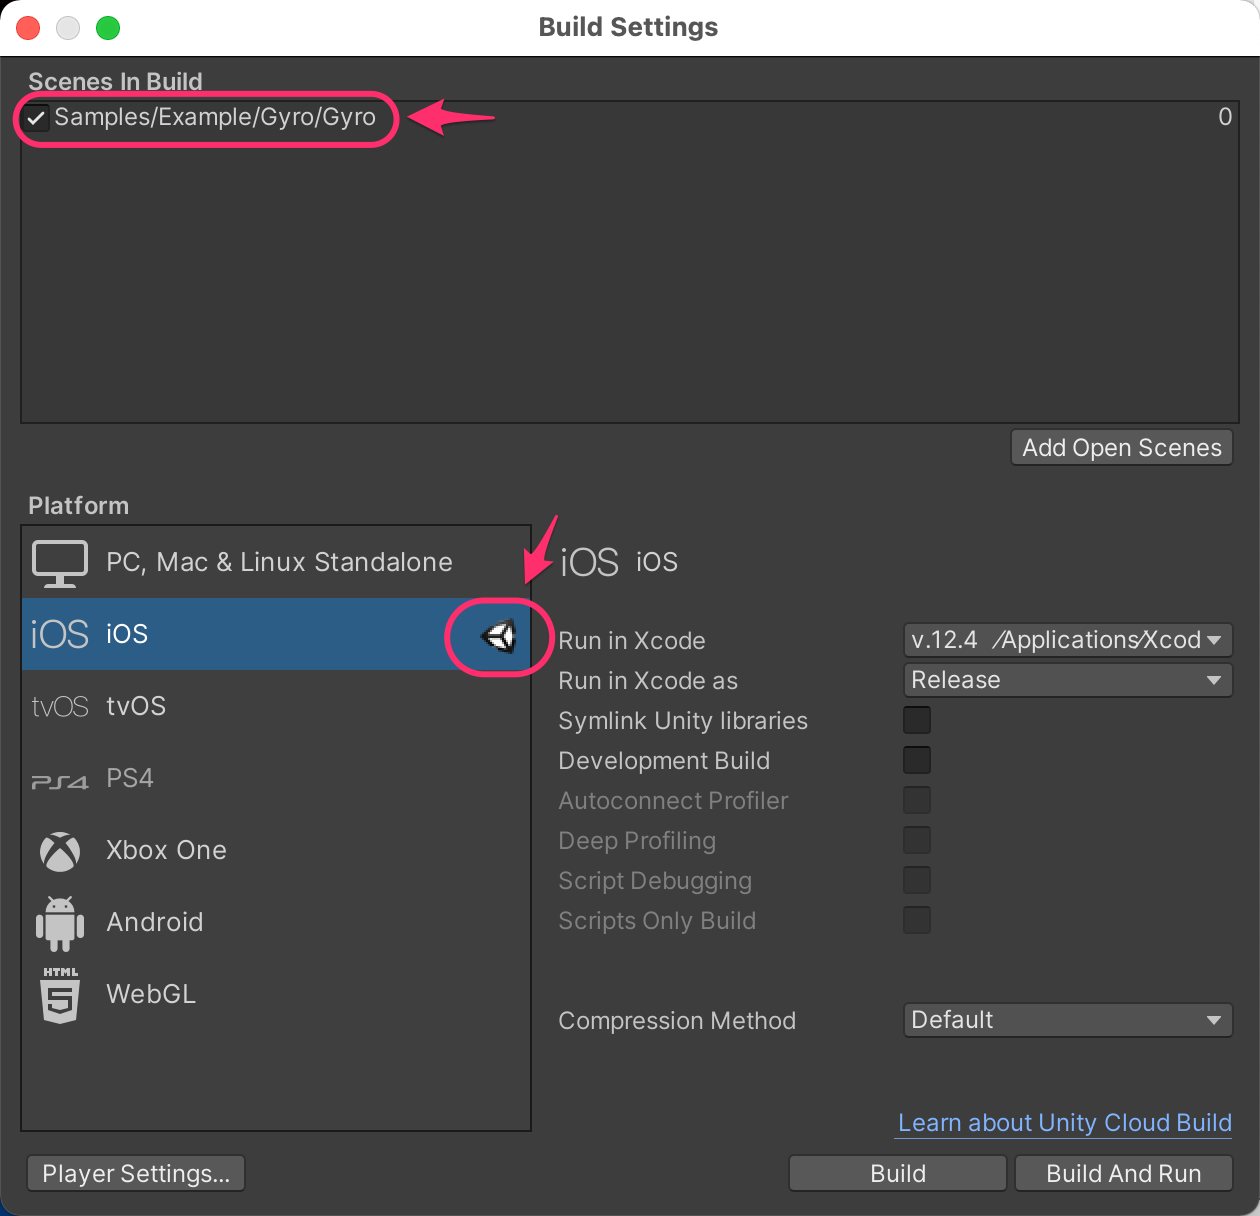 Build Settings
Scenes In Build
Samples/Example/Gyro/Gyro 0
Add Open Scenes
Platform
PC, Mac & Linux Standalone
iOS iOS
tvOS tvOS
PS4 PS4
Xbox One
Android
HTML 5 WebGL
iOS iOS
Run in Xcode v.12.4 /Applications/Xcod
Run in Xcode as Release
Symlink Unity libraries
Development Build
Autoconnect Profiler
Deep Profiling
Script Debugging
Scripts Only Build
Compression Method Default
Learn about Unity Cloud Build
Player Settings... Build Build And Run